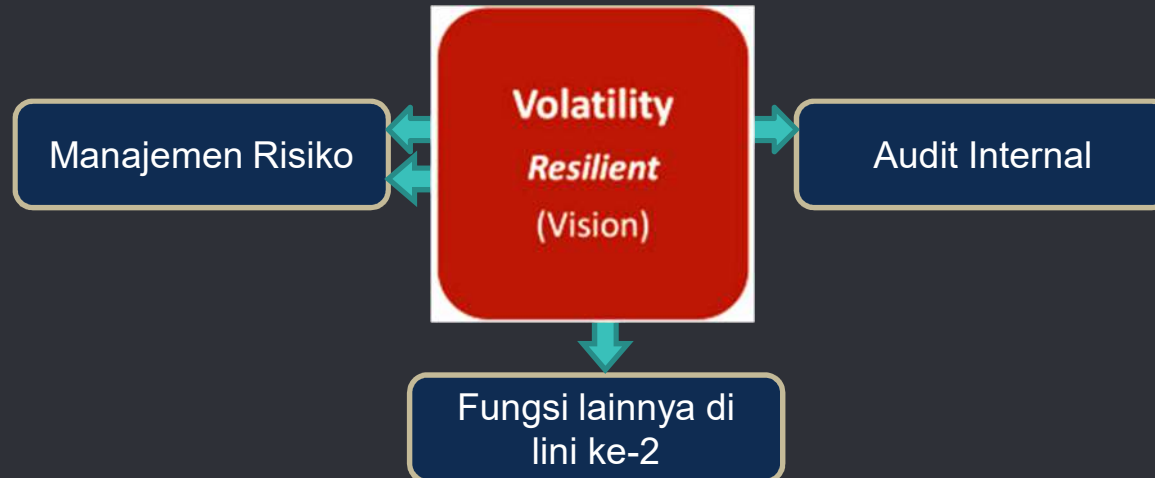 Volatility
Resilient
(Vision)
Manajemen Risiko
Audit Internal
Fungsi lainnya di
lini ke-2